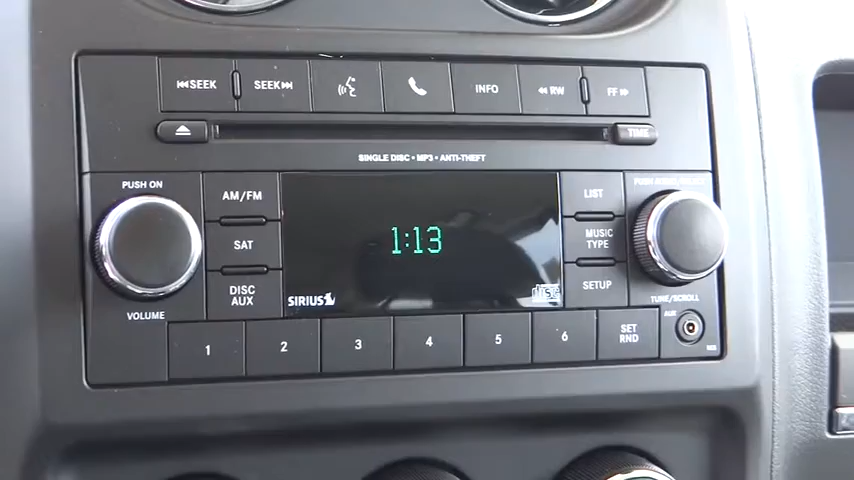 SEEK
SEEK
INFO
RW
FF
TIME
SINGLE DISC • MP3 • ANTI-THEFT
PUSH ON
VOLUME
AM/FM
SAT
DISC
AUX
1:13
SIRIUS
disc
LIST
MUSIC
TYPE
SETUP
TUNE/SCROLL
AUX
1
2
3
4
5
6
SET
RND